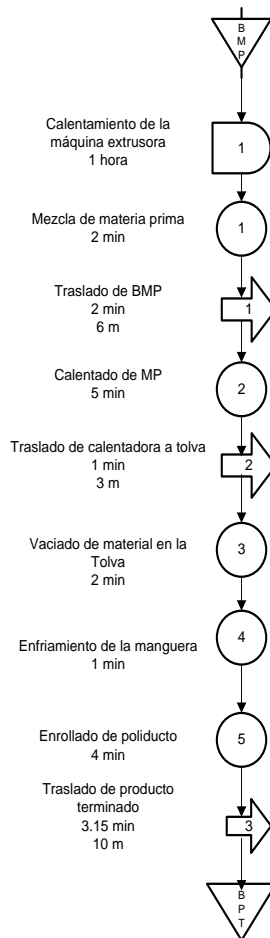 B
M
P
Calentamiento de la
máquina extrusora
1 hora
1
Mezcla de materia prima
2 min
1
Traslado de BMP
2 min
6 m
1
Calentado de MP
5 min
2
Traslado de calentadora a tolva
1 min
3 m
2
Vaciado de material en la
Tolva
2 min
3
Enfriamiento de la manguera
1 min
4
Enrollado de poliducto
4 min
5
Traslado de producto
terminado
3.15 min
10 m
3
B
P
T